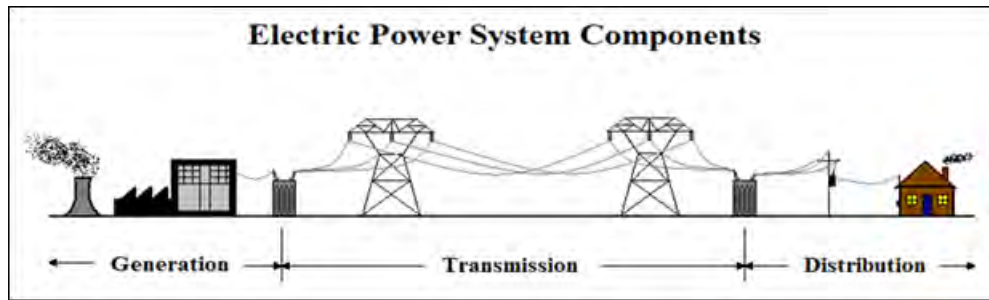 Electric Power System Components
Generation
Transmission
Distribution